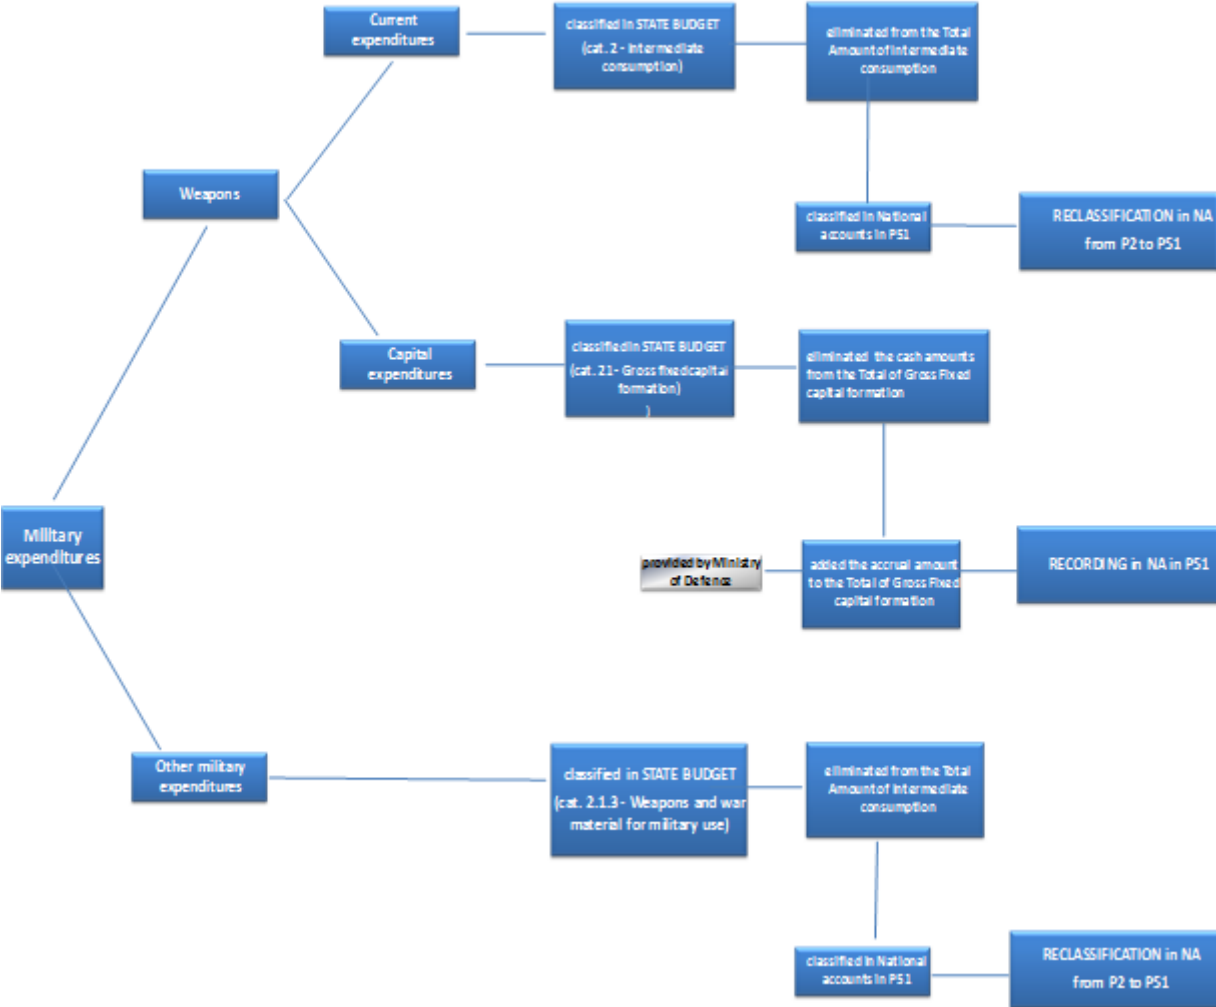 Current
expenditures
classified in STATE BUDGET
(cat. 2 - Intermediate
consumption)
eliminated from the Total
Amount of Intermediate
consumption
Weapons
classified in National
accounts in P51
RECLASSIFICATION in NA
from P2 to P51
Capital
expenditures
classified in STATE BUDGET
(cat. 21 - Gross fixed capital
formation)
)
eliminated the cash amounts
from the Total of Gross Fixed
capital formation
Military
expenditures
provided by Ministry
of Defence
added the accrual amount
to the Total of Gross Fixed
capital formation
RECORDING in NA in P51
Other military
expenditures
classified in STATE BUDGET
(cat. 2.1.3 - Weapons and war
material for military use)
eliminated from the Total
Amount of Intermediate
consumption
classified in National
accounts in P51
RECLASSIFICATION in NA
from P2 to P51